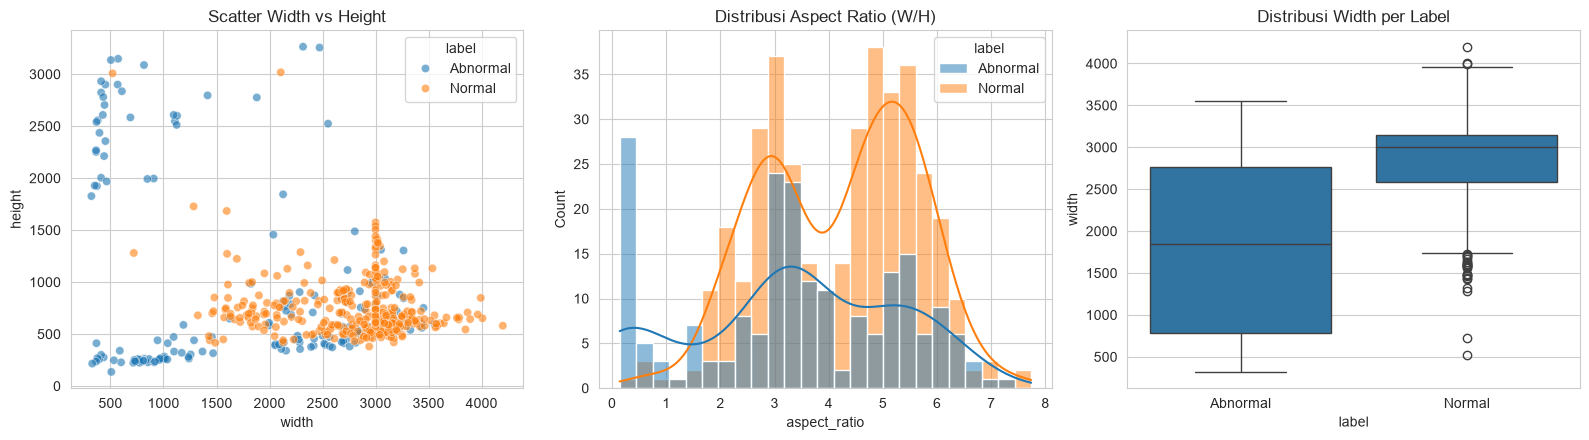 Scatter Width vs Height
label
Abnormal
Normal
3000
2500
2000
1500
1000
500
0
height
500 1000 1500 2000 2500 3000 3500 4000
width
Distribusi Aspect Ratio (W/H)
label
Abnormal
Normal
35
30
25
20
15
10
5
0
Count
0 1 2 3 4 5 6 7 8
aspect_ratio
Distribusi Width per Label
4000
3500
3000
2500
2000
1500
1000
500
width
Abnormal Normal
label